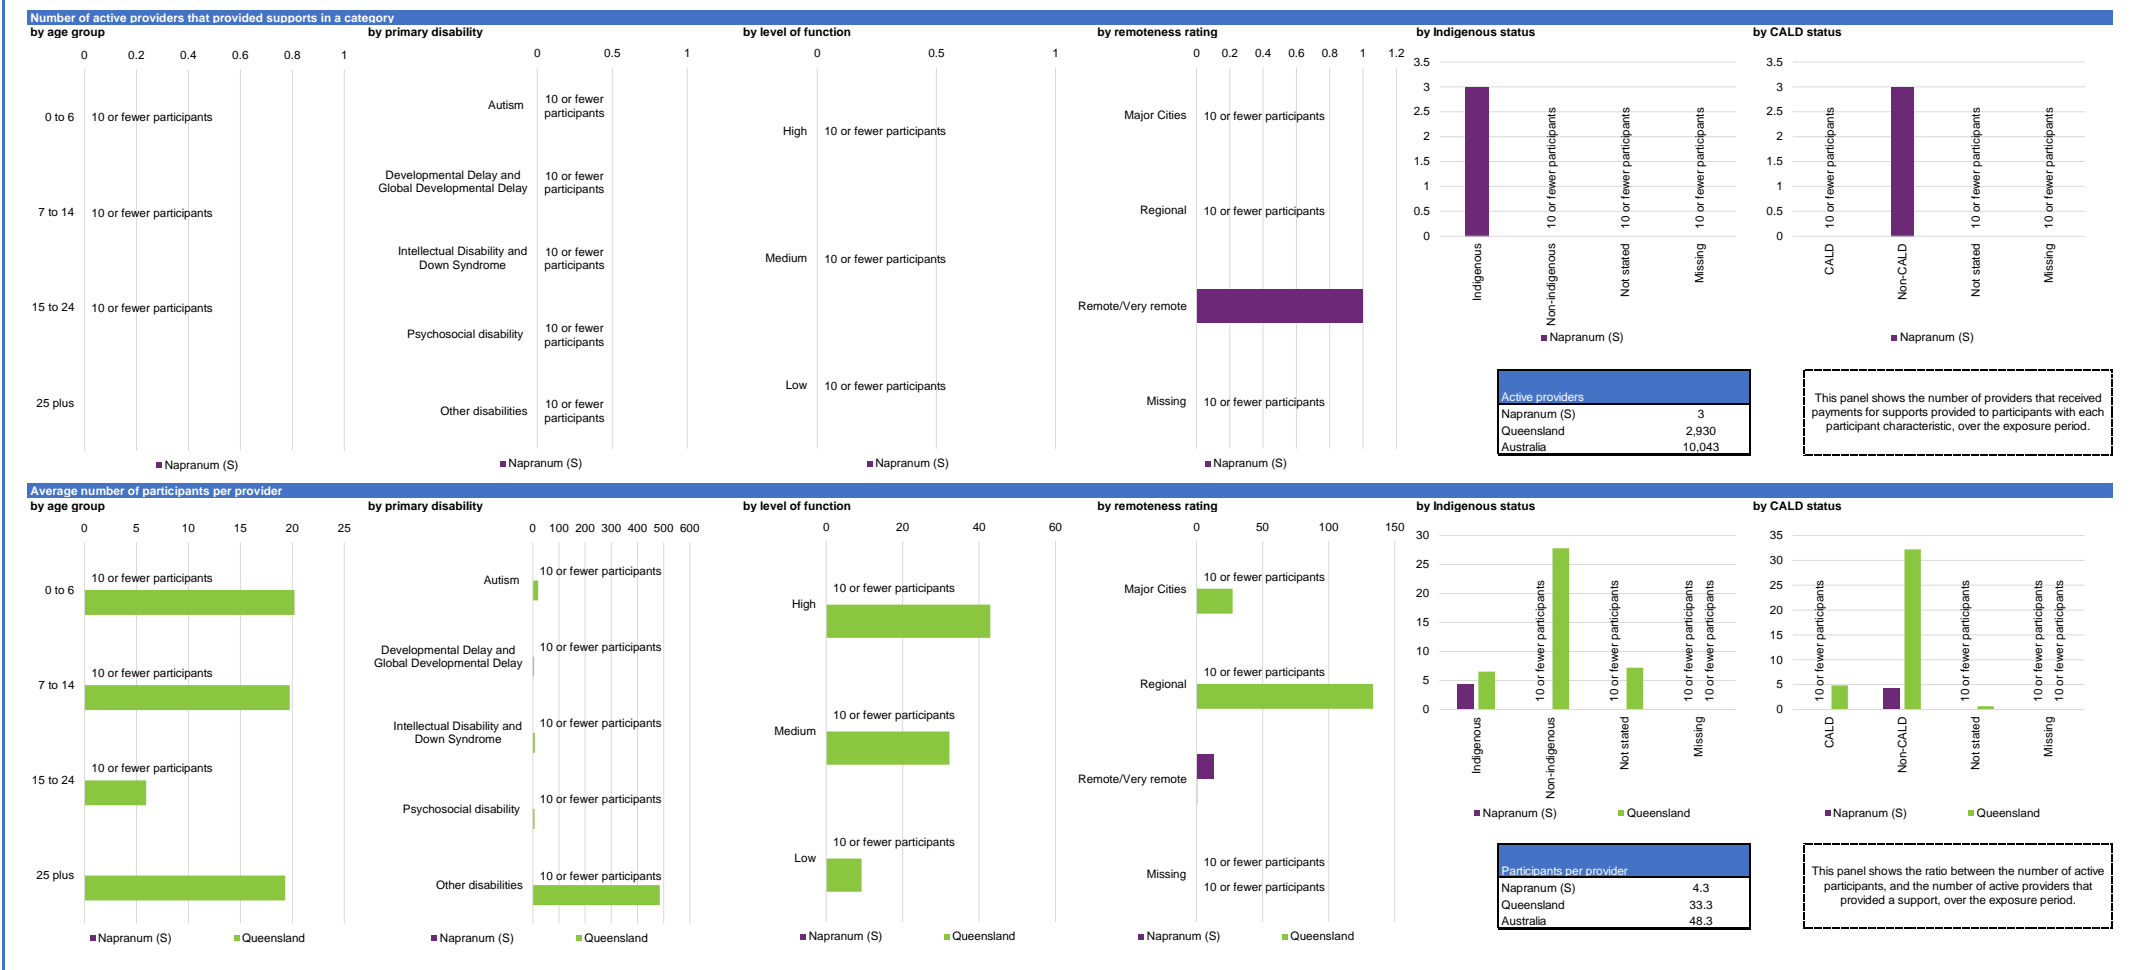 Number of active providers that provided supports in a category
by age group
0 0.2 0.4 0.6 0.8 1
0 to 6
10 or fewer participants
7 to 14
10 or fewer participants
15 to 24
10 or fewer participants
25 plus
Napranum (S)
by primary disability
0 0.5 1
Autism
10 or fewer
participants
Developmental Delay and
Global Developmental Delay
10 or fewer
participants
Intellectual Disability and
Down Syndrome
10 or fewer
participants
Psychosocial disability
10 or fewer
participants
Other disabilities
10 or fewer
participants
Napranum (S)
by level of function
0 0.5 1
High
10 or fewer participants
Medium
10 or fewer participants
Low
10 or fewer participants
Napranum (S)
by remoteness rating
0 0.2 0.4 0.6 0.8 1 1.2
Major Cities
10 or fewer participants
Regional
10 or fewer participants
Remote/Very remote
Missing
10 or fewer participants
Napranum (S)
by Indigenous status
3.5
3
2.5
2
1.5
1
0.5
0
10 or fewer participants
10 or fewer participants
10 or fewer participants
Indigenous
Non-indigenous
Not stated
Missing
Napranum (S)
by CALD status
3.5
3
2.5
2
1.5
1
0.5
0
10 or fewer participants
10 or fewer participants
10 or fewer participants
CALD
Non-CALD
Not stated
Missing
Napranum (S)
Active providers
Napranum (S) 3
Queensland 2,930
Australia 10,043
This panel shows the number of providers that received
payments for supports provided to participants with each
participant characteristic, over the exposure period.
Average number of participants per provider
by age group
0 5 10 15 20 25
0 to 6
10 or fewer participants
7 to 14
10 or fewer participants
15 to 24
10 or fewer participants
25 plus
Napranum (S) Queensland
by primary disability
0 100 200 300 400 500 600
Autism
10 or fewer participants
Developmental Delay and
Global Developmental Delay
10 or fewer participants
Intellectual Disability and
Down Syndrome
10 or fewer participants
Psychosocial disability
10 or fewer participants
Other disabilities
10 or fewer participants
Napranum (S) Queensland
by level of function
0 20 40 60
High
10 or fewer participants
Medium
10 or fewer participants
Low
10 or fewer participants
Napranum (S) Queensland
by remoteness rating
0 50 100 150
Major Cities
10 or fewer participants
Regional
10 or fewer participants
Remote/Very remote
Missing
10 or fewer participants
10 or fewer participants
Napranum (S) Queensland
by Indigenous status
30
25
20
15
10
5
0
10 or fewer participants
10 or fewer participants
10 or fewer participants
10 or fewer participants
Indigenous
Non-indigenous
Not stated
Missing
Napranum (S) Queensland
by CALD status
35
30
25
20
15
10
5
0
10 or fewer participants
10 or fewer participants
10 or fewer participants
10 or fewer participants
CALD
Non-CALD
Not stated
Missing
Napranum (S) Queensland
Participants per provider
Napranum (S) 4.3
Queensland 33.3
Australia 48.3
This panel shows the ratio between the number of active
participants, and the number of active providers that
provided a support, over the exposure period.